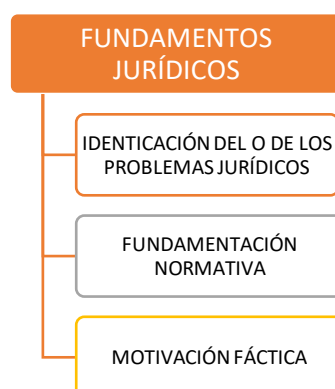 FUNDAMENTOS
JURÍDICOS
IDENTICACIÓN DEL O DE LOS
PROBLEMAS JURÍDICOS
FUNDAMENTACIÓN
NORMATIVA
MOTIVACIÓN FÁCTICA